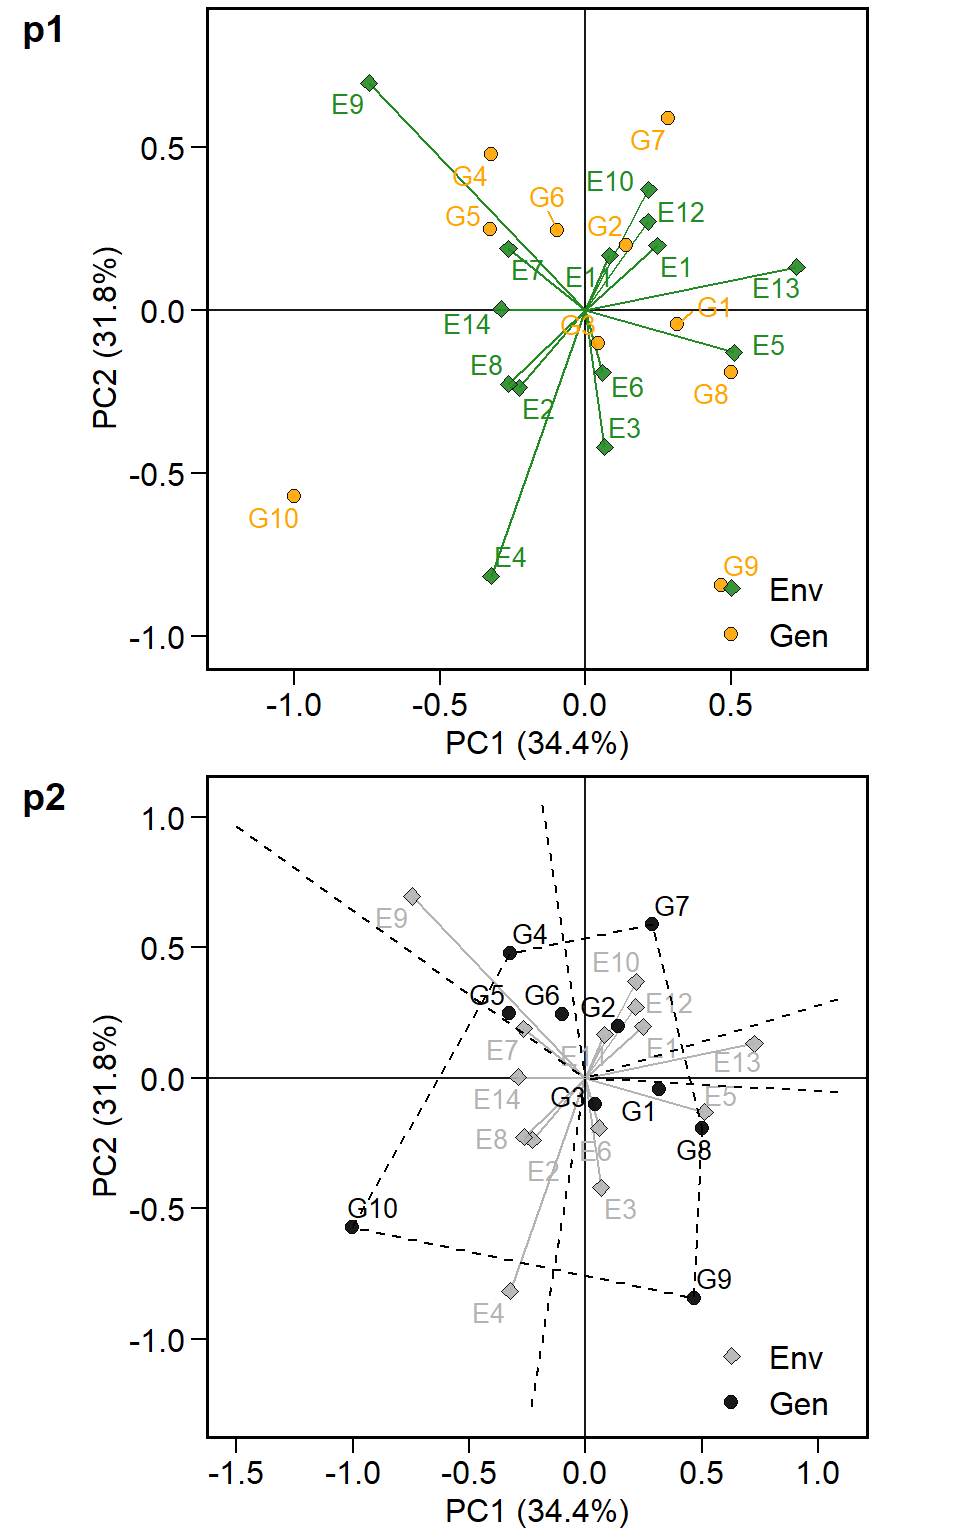 p1
E9
G7
0.5
G4
E10
G6
G5
G2
E12
E7
E11
E1
E13
0.0
G1
E14
G3
E5
E8
E6
G8
E2
E3
-0.5
G10
E4
G9
Env
-1.0
Gen
-1.0
-0.5
0.0
0.5
PC1 (34.4%)
PC2 (31.8%)
p2
1.0
G7
E9
G4
0.5
E10
G5
G6
G2
E12
E7
E11
E1
E13
0.0
E14
G3
G1
E5
E8
E6
G8
E2
-0.5
G10
E3
G9
E4
-1.0
Env
Gen
-1.5
-1.0
-0.5
0.0
0.5
1.0
PC1 (34.4%)
PC2 (31.8%)